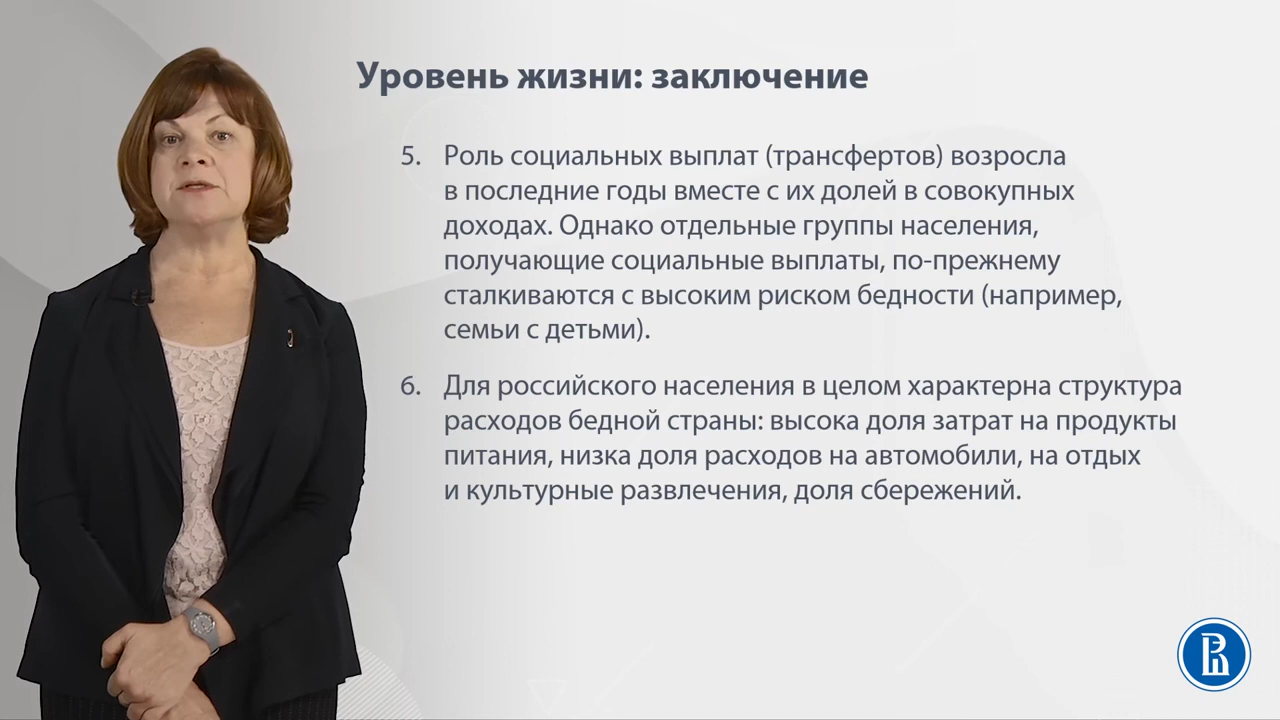 Уровень жизни: заключение
5. Роль социальных выплат (трансфертов) возросла
в последние годы вместе с их долей в совокупных
доходах. Однако отдельные группы населения,
получающие социальные выплаты, по-прежнему
сталкиваются с высоким риском бедности (например,
семьи с детьми).
6. Для российского населения в целом характерна структура
расходов бедной страны: высока доля затрат на продукты
питания, низка доля расходов на автомобили, на отдых
и культурные развлечения, доля сбережений.